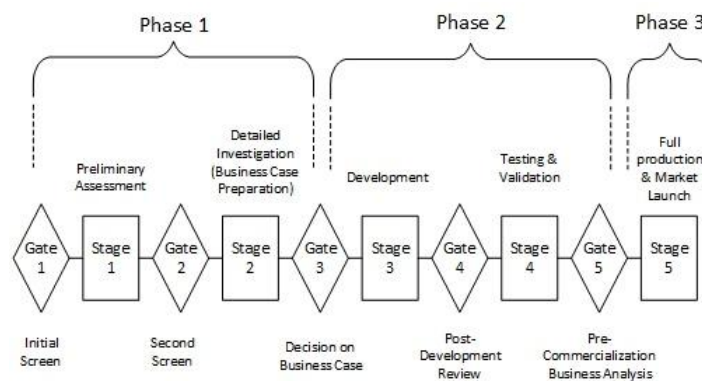 Phase 1
Phase 2
Phase 3
Preliminary
Assessment
Detailed
Investigation
(Business Case
Preparation)
Development
Testing &
Validation
Full
production
& Market
Launch
Gate
1
Stage
1
Gate
2
Stage
2
Gate
3
Stage
3
Gate
4
Stage
4
Gate
5
Stage
5
Initial
Screen
Second
Screen
Decision on
Business Case
Post-
Development
Review
Pre-
Commercialization
Business Analysis